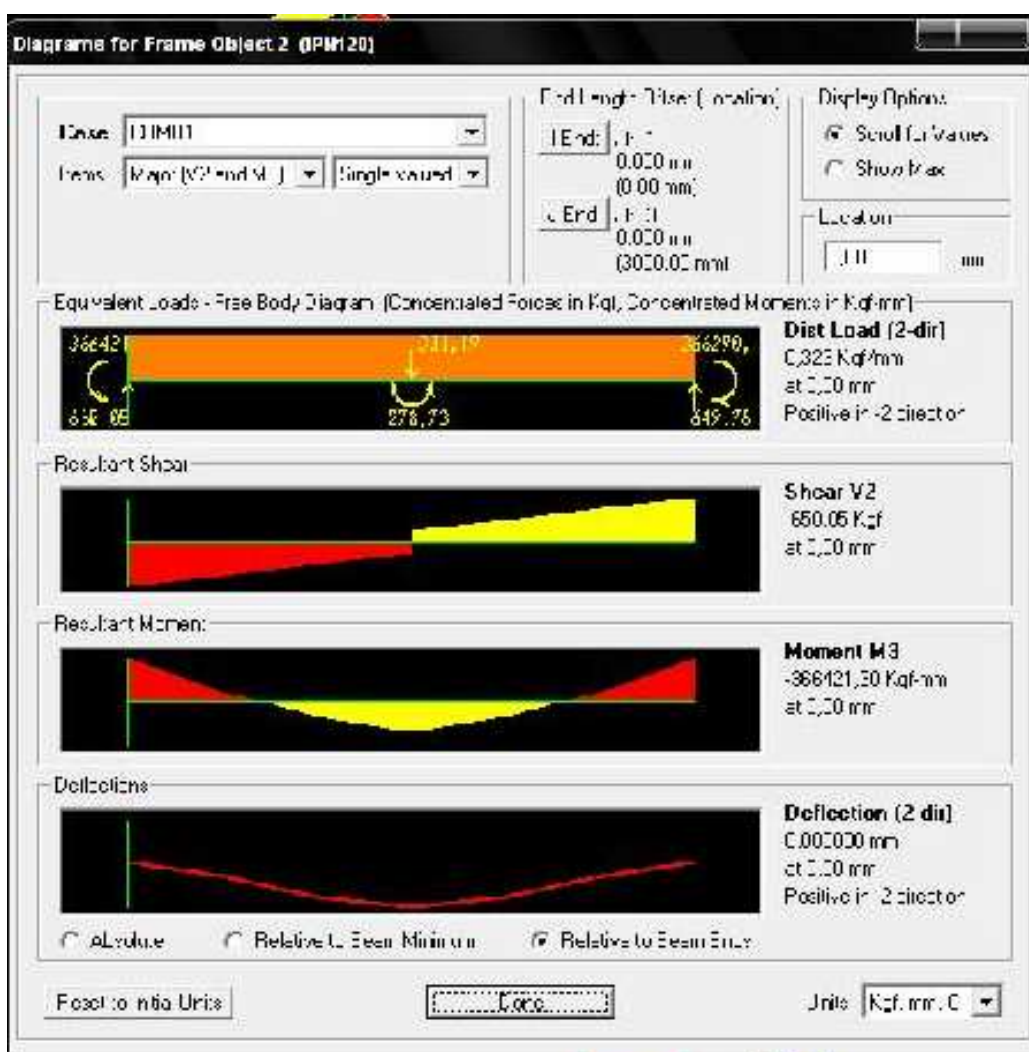 Diagrams for Frame Object 2 (IPN120)
End Length Offset (Location)
Display Options
Case COMB1
I-End:
0.000 mm
(0.00 mm)
Scroll for Values
Items Major (V2 and M3) Single valued
Show Max
J-End:
0.000 mm
(3000.00 mm)
Location
mm
Equivalent Loads - Free Body Diagram (Concentrated Forces in Kgf, Concentrated Moments in Kgf-mm)
Dist Load (2-dir)
0,323 Kgf/mm
at 0,00 mm
Positive in -2 direction
366421
366290,
278,73
649.76
Resultant Shear
Shear V2
-650.05 Kgf
at 0,00 mm
Resultant Moment
Moment M3
-366421,30 Kgf-mm
at 0,00 mm
Deflections
Deflection (2-dir)
0.000000 mm
at 0.00 mm
Positive in -2 direction
Absolute Relative to Beam Minimum Relative to Beam Ends
Reset to Initial Units Done Units Kgf, mm, C